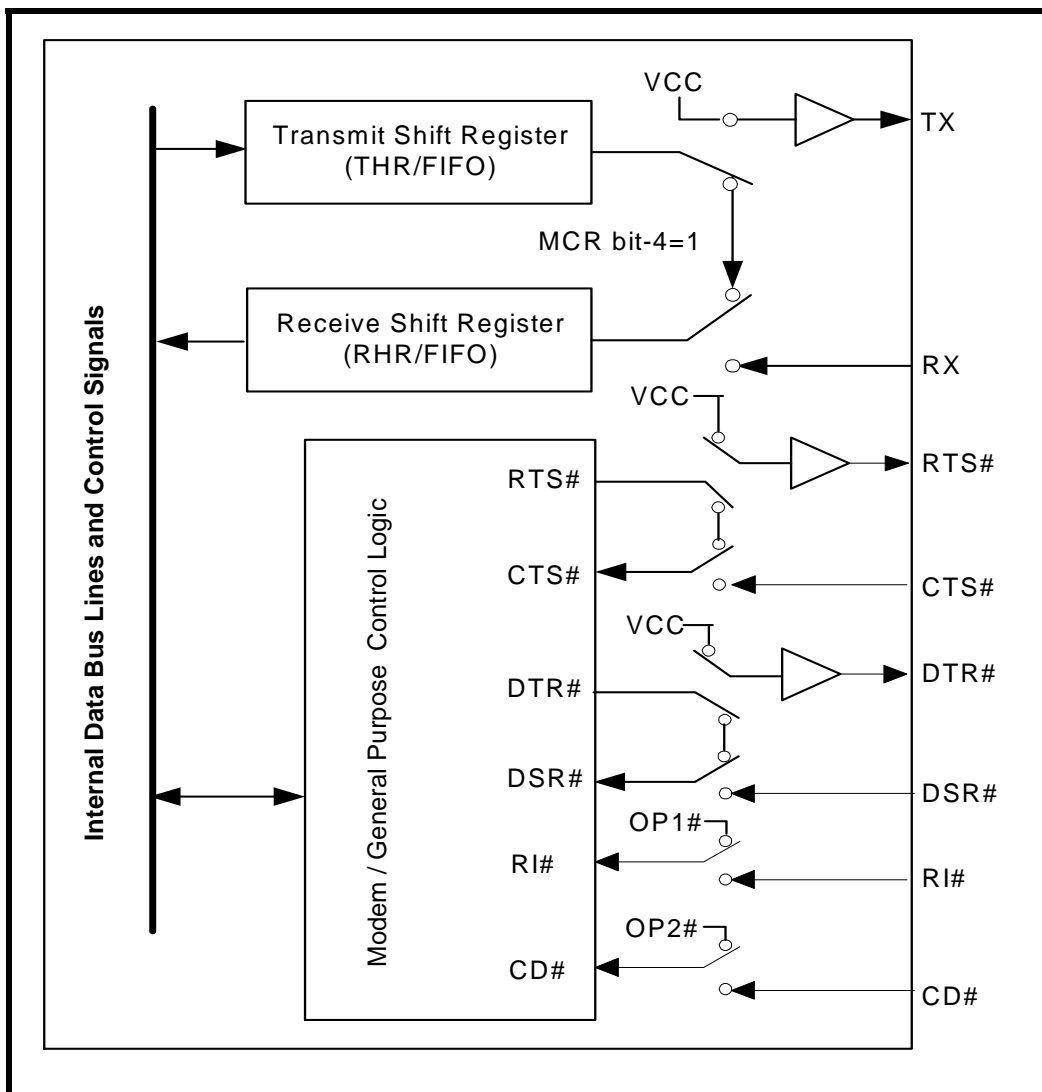 VCC
TX
Transmit Shift Register
(THR/FIFO)
MCR bit-4=1
Receive Shift Register
(RHR/FIFO)
RX
Internal Data Bus Lines and Control Signals
VCC
RTS#
Modem / General Purpose Control Logic
RTS#
CTS#
CTS#
VCC
DTR#
DTR#
DSR#
DSR#
OP1#
RI#
RI#
OP2#
CD#
CD#